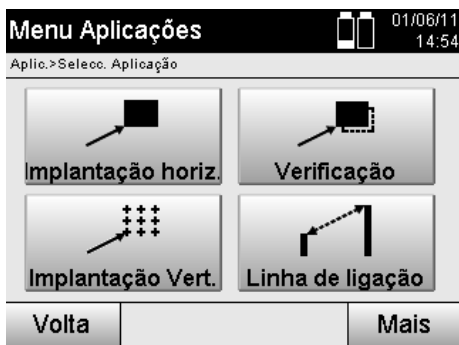 Menu Aplicações
01/06/11
14:54
Aplic.>Selecc. Aplicação
Implantação horiz.
Verificação
Implantação Vert.
Linha de ligação
Volta
Mais